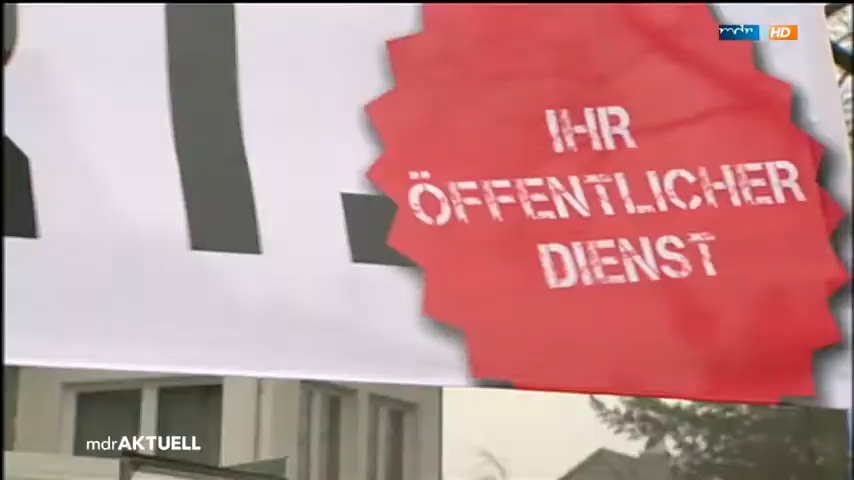 mdr HD
IHR
ÖFFENTLICHER
DIENST
mdrAKTUELL